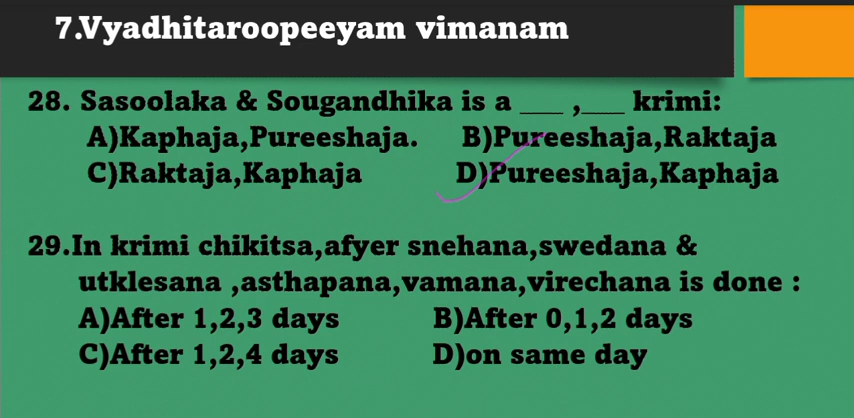 7.Vyadhitaroopeeyam vimanam
28. Sasoolaka & Sougandhika is a ___ ,___ krimi:
A)Kaphaja,Pureeshaja. B)Pureeshaja,Raktaja
C)Raktaja,Kaphaja D)Pureeshaja,Kaphaja
29.In krimi chikitsa,afyer snehana,swedana &
utklesana ,asthapana,vamana,virechana is done :
A)After 1,2,3 days B)After 0,1,2 days
C)After 1,2,4 days D)on same day